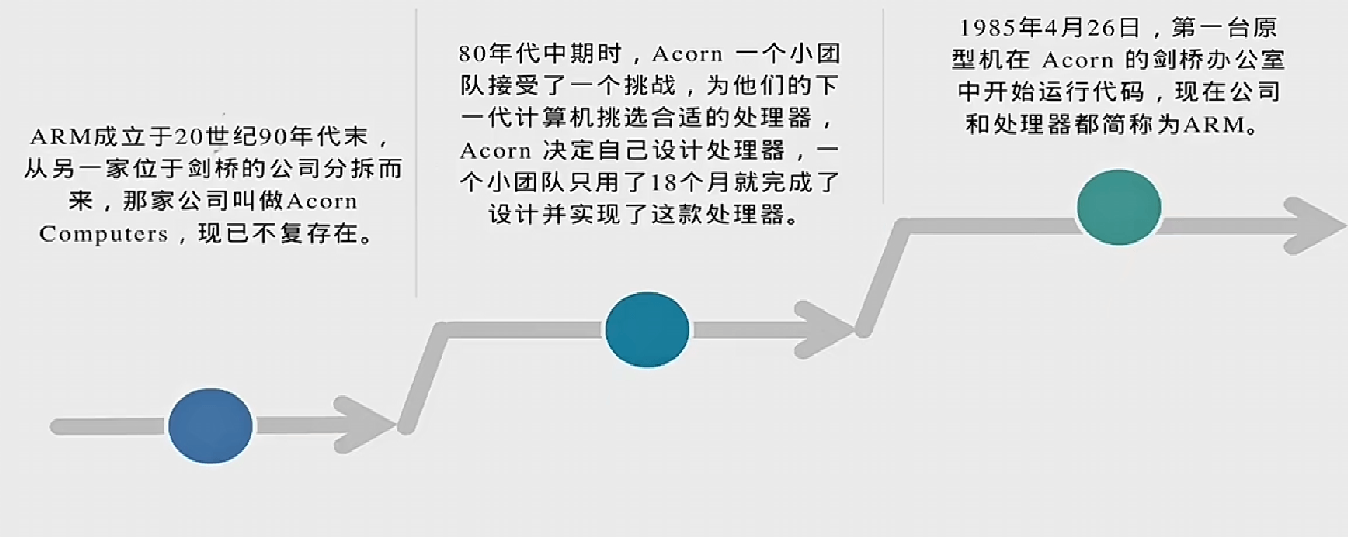 ARM成立于20世纪90年代末，
从另一家位于剑桥的公司分拆而
来，那家公司叫做Acorn
Computers，现已不复存在。
80年代中期时，Acorn 一个小团
队接受了一个挑战，为他们的下
一代计算机挑选合适的处理器，
Acorn 决定自己设计处理器，一
个小团队只用了18个月就完成了
设计并实现了这款处理器。
1985年4月26日，第一台原
型机在 Acorn 的剑桥办公室
中开始运行代码，现在公司
和处理器都简称为ARM。